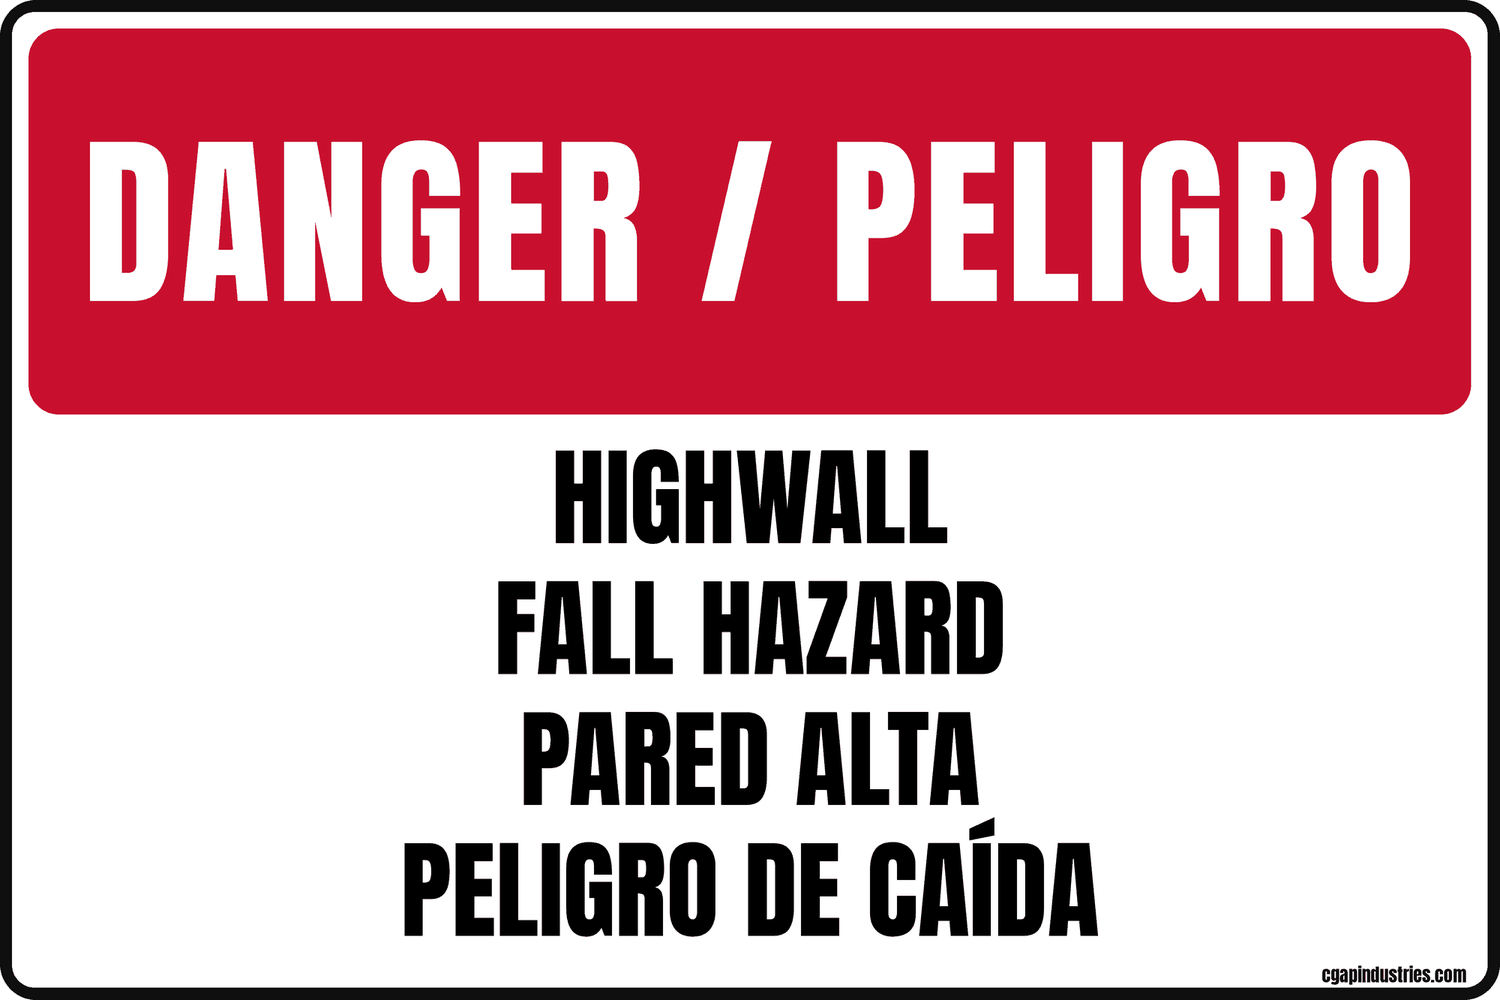 DANGER / PELIGRO
HIGHWALL
FALL HAZARD
PARED ALTA
PELIGRO DE CAÍDA
cgapindustries.com